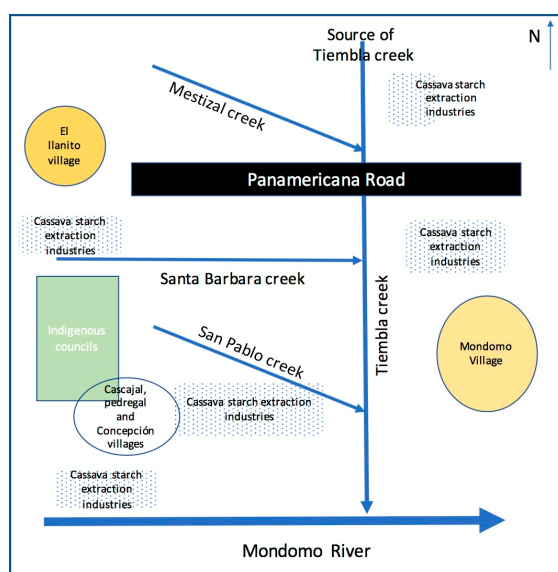 Source of
Tiembla creek
N
Mestizal creek
Cassava starch
extraction
industries
El
llanito
village
Panamericana Road
Cassava starch
extraction
industries
Cassava starch
extraction
industries
Santa Barbara creek
Tiembla creek
Indigenous
councils
San Pablo creek
Mondomo
Village
Cascajal,
pedregal
and
Concepción
villages
Cassava starch extraction
industries
Cassava starch
extraction
industries
Mondomo River